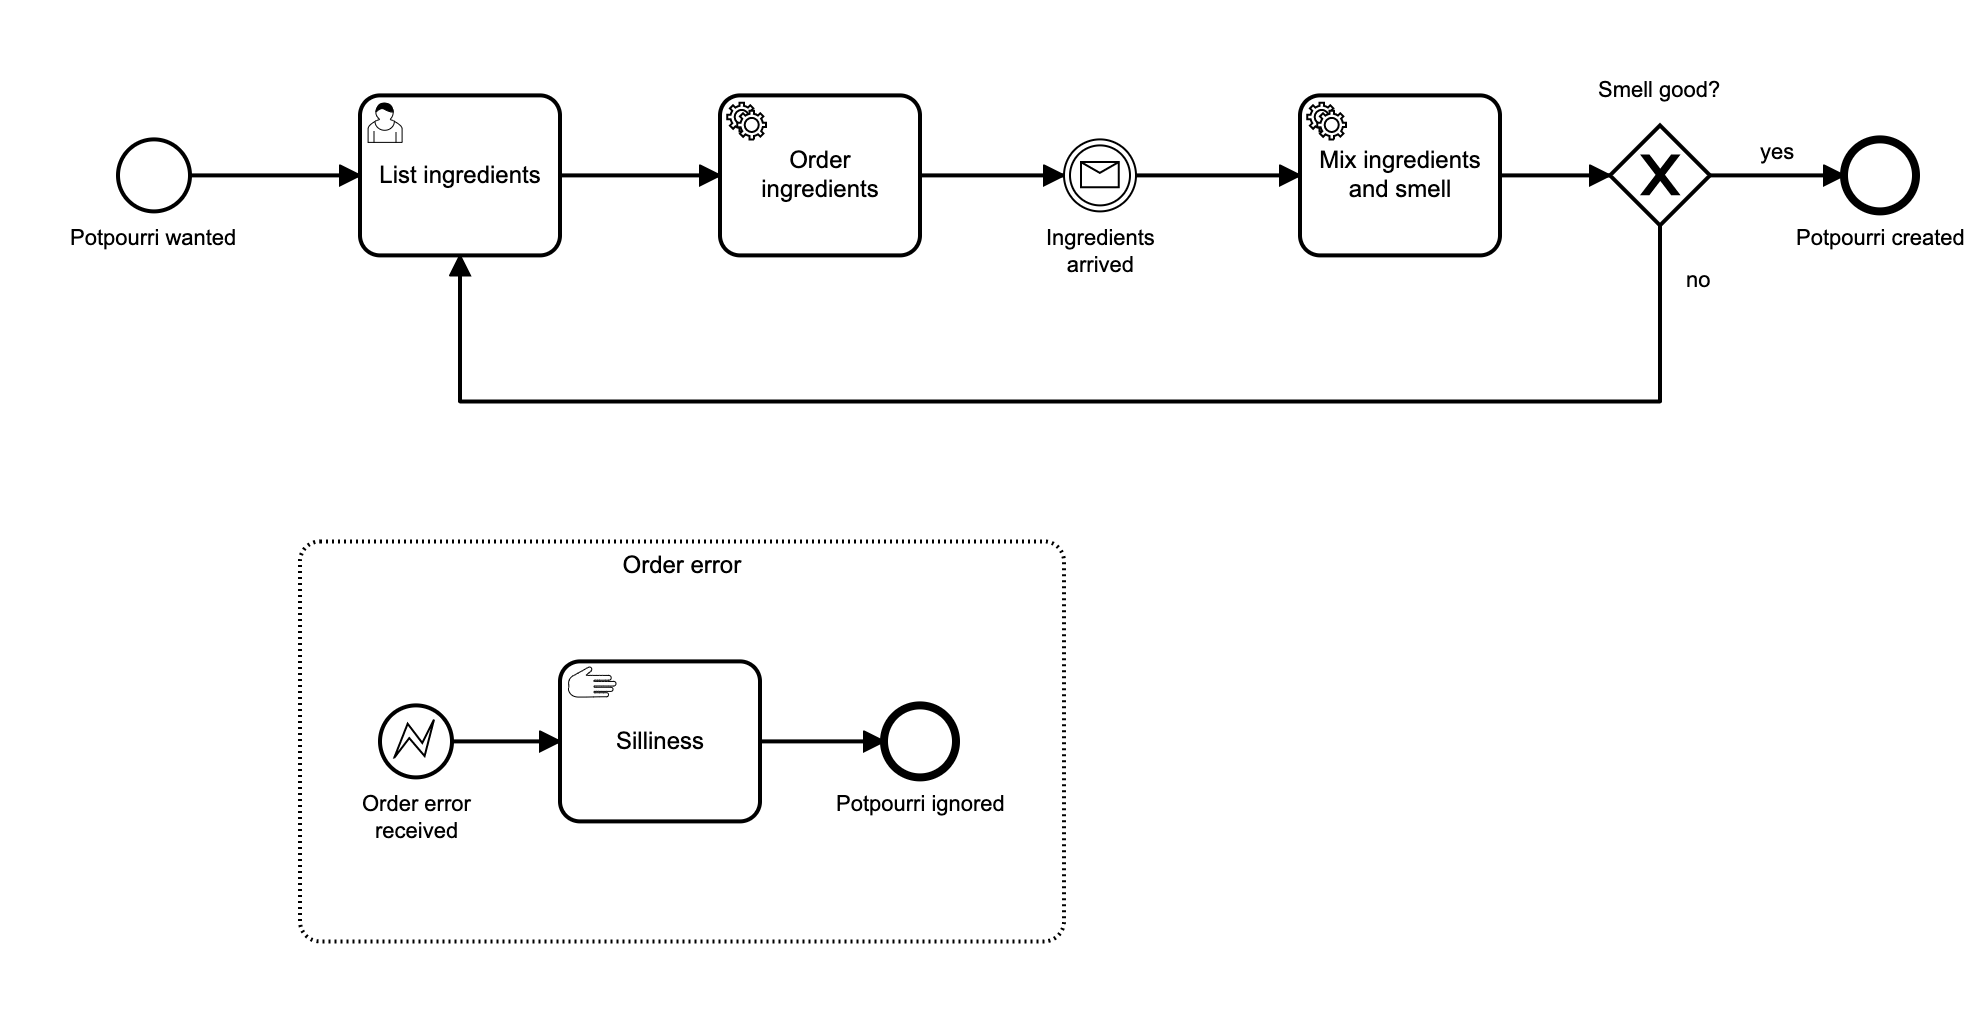 Smell good?
List ingredients
Order
ingredients
Mix ingredients
and smell
yes
Potpourri wanted
Ingredients
arrived
Potpourri created
no
Order error
Silliness
Order error
received
Potpourri ignored